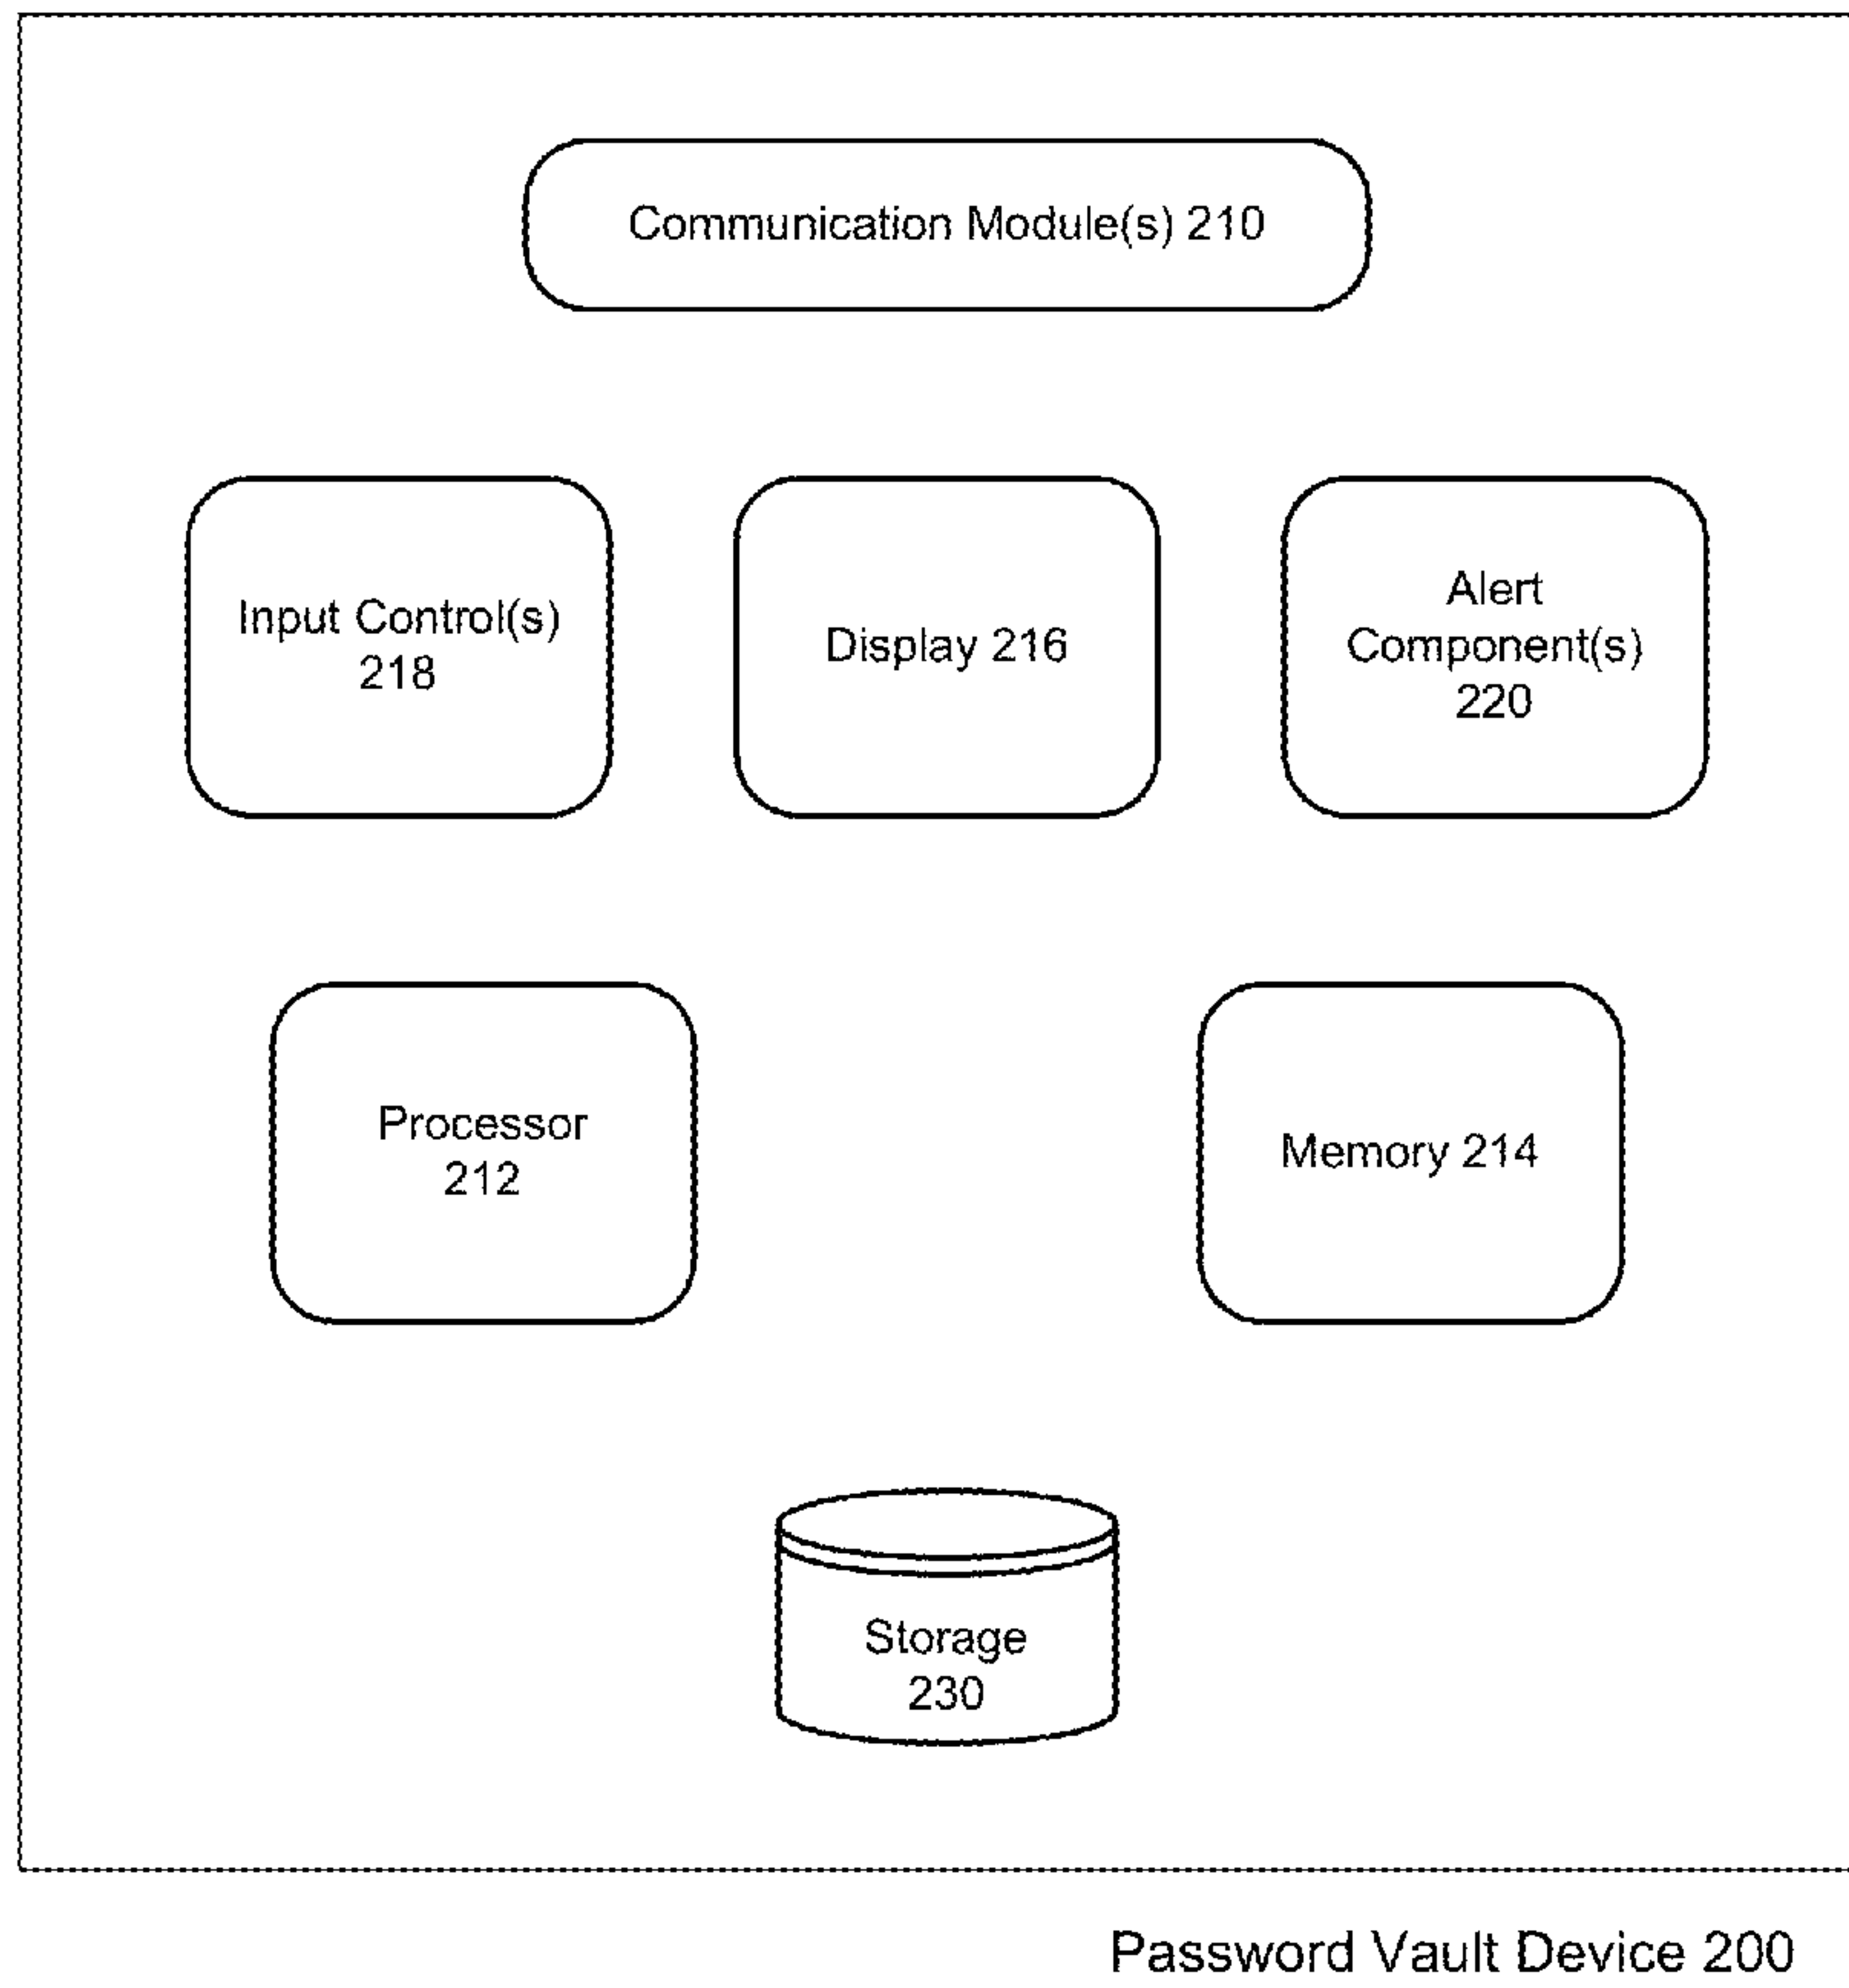 Communication Module(s) 210
Input Control(s)
218
Display 216
Alert
Component(s)
220
Processor
212
Memory 214
Storage
230
Password Vault Device 200